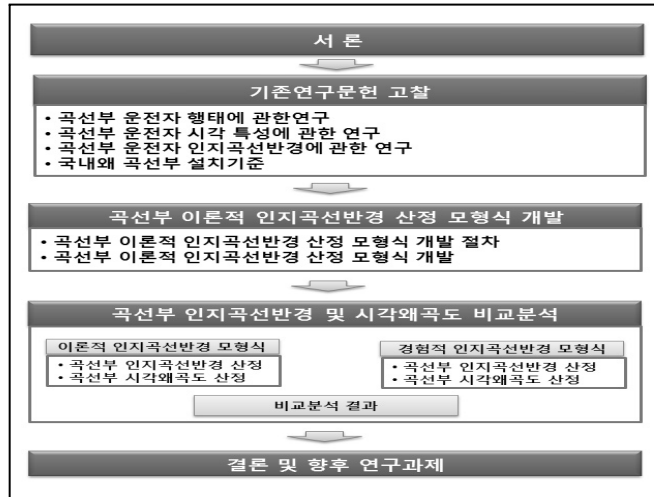 서 론
기존연구문헌 고찰
• 곡선부 운전자 행태에 관한연구
• 곡선부 운전자 시각 특성에 관한 연구
• 곡선부 운전자 인지곡선반경에 관한 연구
• 국내왜 곡선부 설치기준
곡선부 이론적 인지곡선반경 산정 모형식 개발
• 곡선부 이론적 인지곡선반경 산정 모형식 개발 절차
• 곡선부 이론적 인지곡선반경 산정 모형식 개발
곡선부 인지곡선반경 및 시각왜곡도 비교분석
이론적 인지곡선반경 모형식
• 곡선부 인지곡선반경 산정
• 곡선부 시각왜곡도 산정
경험적 인지곡선반경 모형식
• 곡선부 인지곡선반경 산정
• 곡선부 시각왜곡도 산정
비교분석 결과
결론 및 향후 연구과제